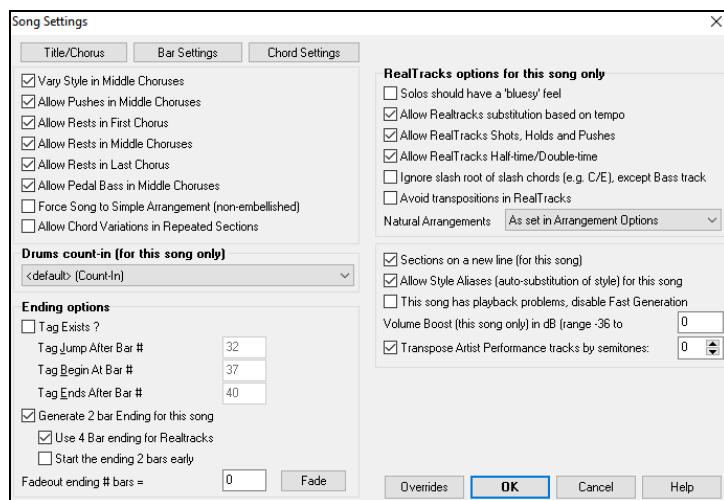 Song Settings
Title/Chorus
Bar Settings
Chord Settings
Vary Style in Middle Choruses
Allow Pushes in Middle Choruses
Allow Rests in First Chorus
Allow Rests in Middle Choruses
Allow Rests in Last Chorus
Allow Pedal Bass in Middle Choruses
Force Song to Simple Arrangement (non-embellished)
Allow Chord Variations in Repeated Sections
Drums count-in (for this song only)
<default> (Count-In)
Ending options
Tag Exists ?
Tag Jump After Bar # 32
Tag Begin At Bar # 37
Tag Ends After Bar # 40
Generate 2 bar Ending for this song
Use 4 Bar ending for Realtracks
Start the ending 2 bars early
Fadeout ending # bars = 0 Fade
RealTracks options for this song only
Solos should have a 'bluesy' feel
Allow Realtracks substitution based on tempo
Allow RealTracks Shots, Holds and Pushes
Allow RealTracks Half-time/Double-time
Ignore slash root of slash chords (e.g. C/E), except Bass track
Avoid transpositions in RealTracks
Natural Arrangements As set in Arrangement Options
Sections on a new line (for this song)
Allow Style Aliases (auto-substitution of style) for this song
This song has playback problems, disable Fast Generation
Volume Boost (this song only) in dB (range -36 to 0
Transpose Artist Performance tracks by semitones: 0
Overrides
OK
Cancel
Help